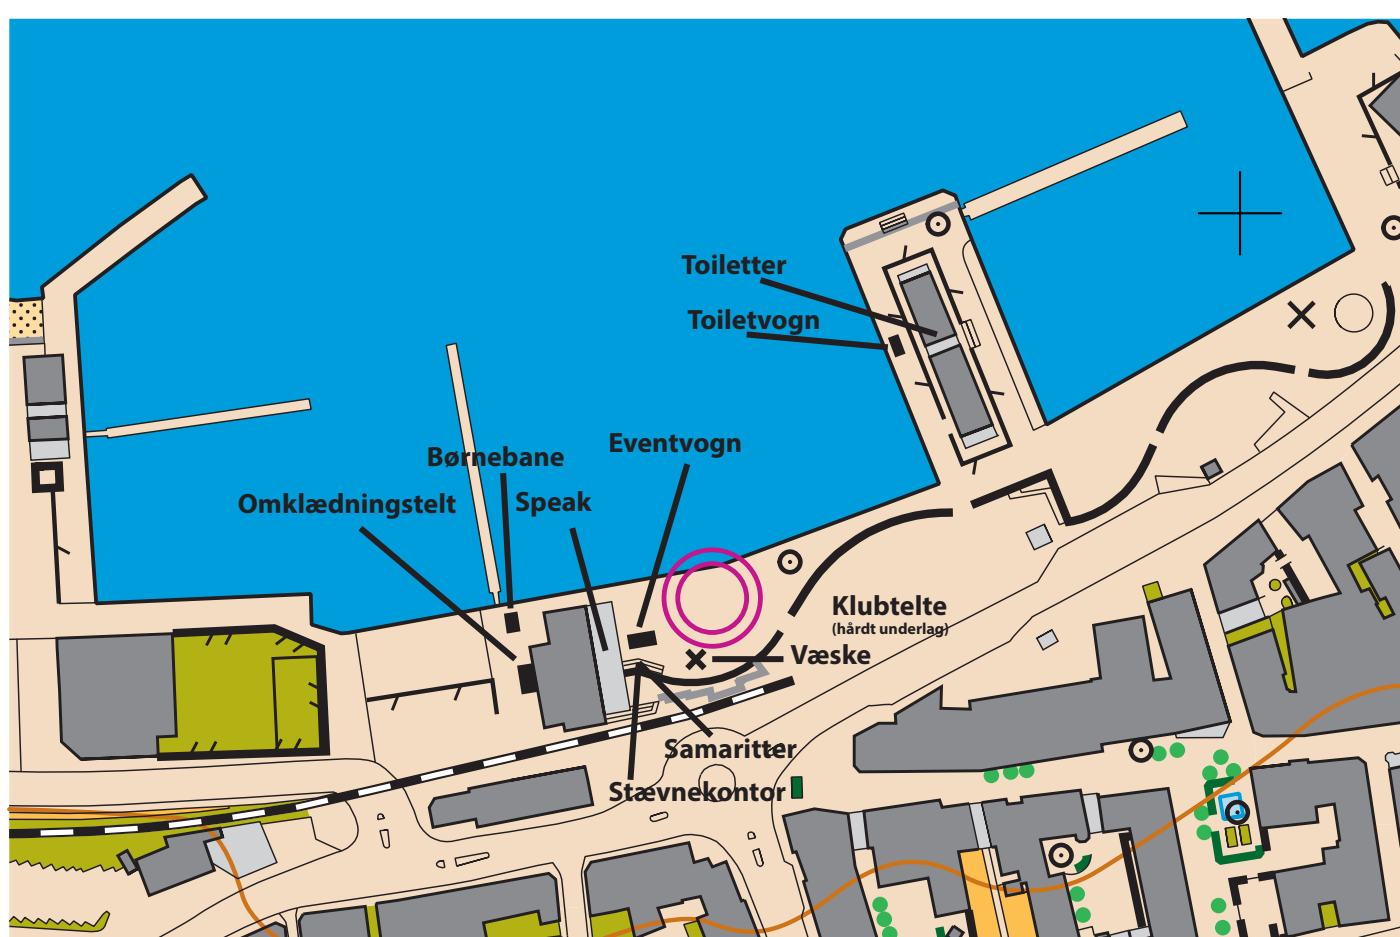 Toiletter
Toiletvogn
Eventvogn
Børnebane
Omklædningstelt
Speak
Klubtelte
(hårdt underlag)
Væske
Samaritter
Stævnekontor